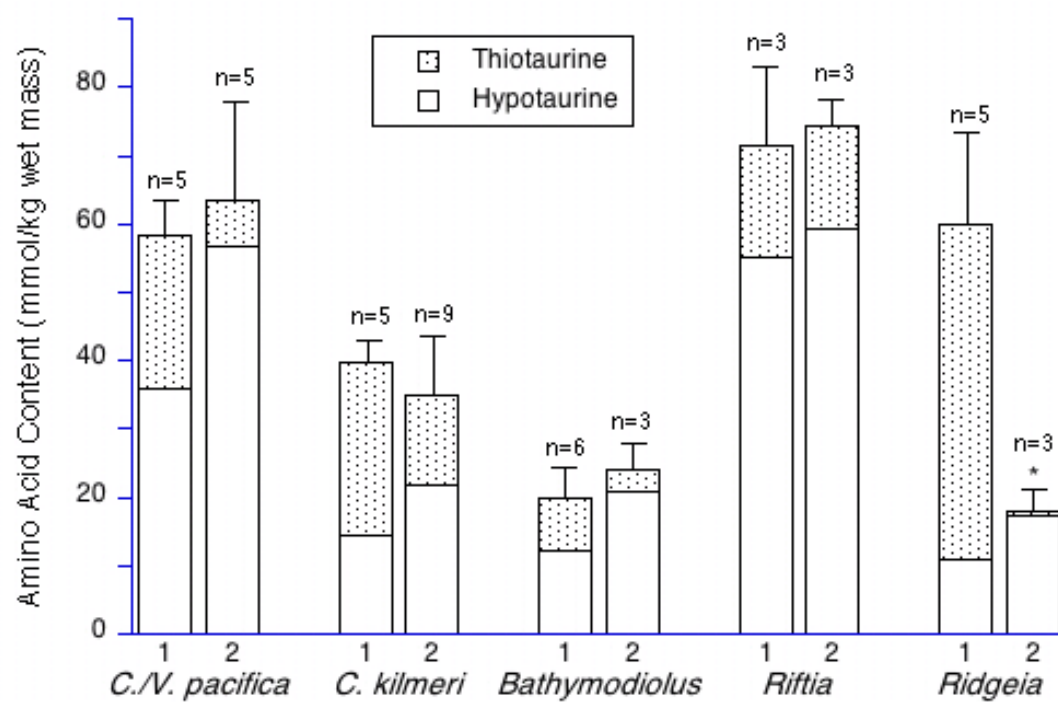 Amino Acid Content (mmol/kg wet mass)
80
60
40
20
0
Thiotaurine
Hypotaurine
n=5
n=5
n=5
n=9
n=6
n=3
n=3
n=3
n=5
n=3
*
1 2 1 2 1 2 1 2 1 2
C./V. pacifica C. kilmeri Bathymodiolus Riftia Ridgeia